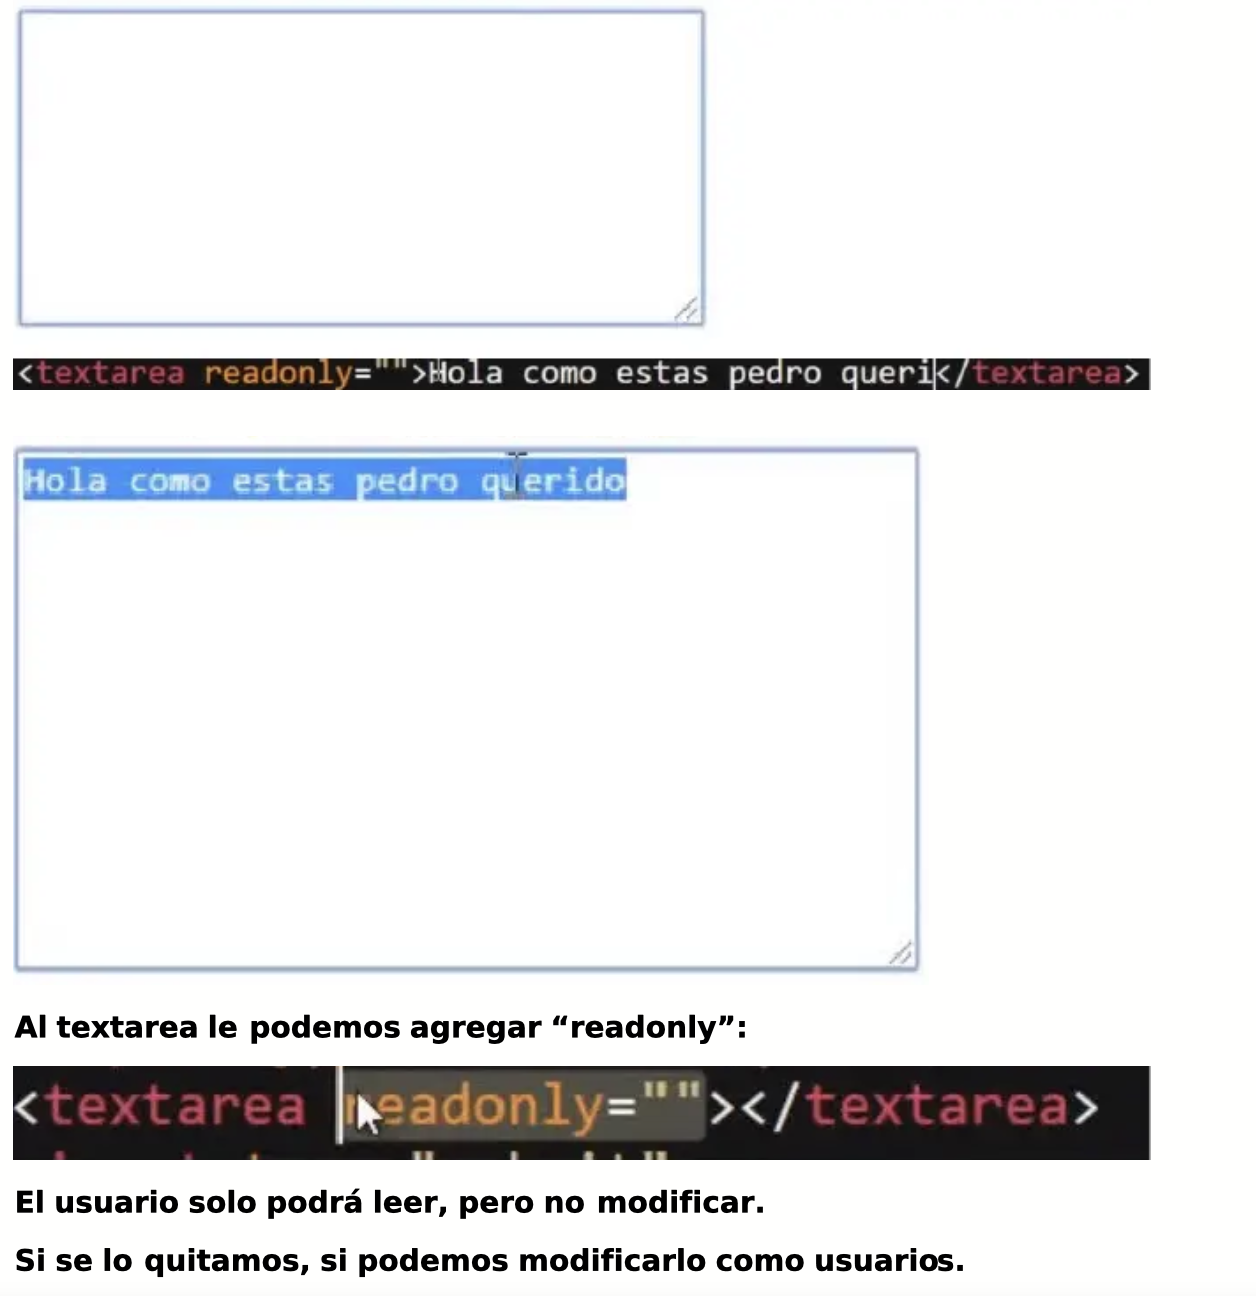 <textarea readonly="">Hola como estas pedro queri</textarea>
Hola como estas pedro querido
Al textarea le podemos agregar “readonly”:
<textarea readonly=""></textarea>
El usuario solo podrá leer, pero no modificar.
Si se lo quitamos, si podemos modificarlo como usuarios.